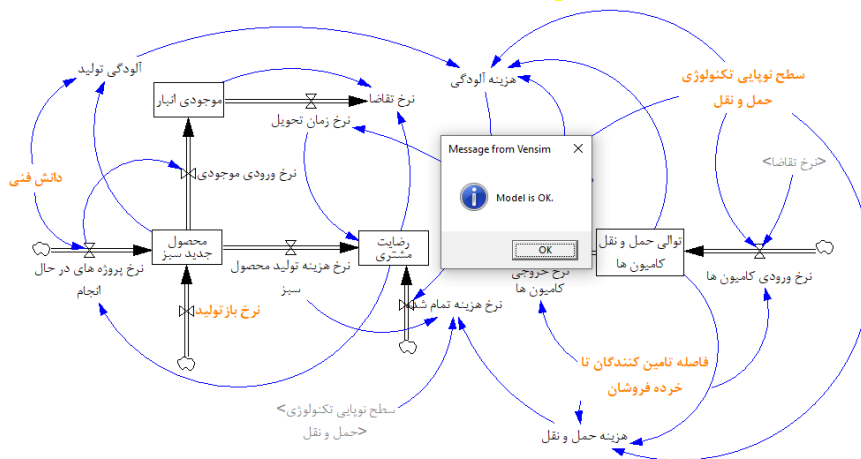 آلودگی تولید
هزینه آلودگی
سطح نوپایی تکنولوژی
حمل و نقل
موجودی انبار
نرخ تقاضا
نرخ زمان تحویل
Message from Vensim
Model is OK.
OK
<نرخ تقاضا>
دانش فنی
نرخ ورودی موجودی
محصول
جدید سبز
رضایت
مشتری
توالی حمل و نقل
کامیون ها
نرخ پروژه های در حال
انجام
نرخ هزینه تولید محصول
سبز
نرخ خروجی
کامیون ها
نرخ ورودی کامیون ها
نرخ باز تولید
نرخ هزینه تمام شده
فاصله تامین کنندگان تا
خرده فروشان
<سطح نوپایی تکنولوژی
حمل و نقل>
هزینه حمل و نقل